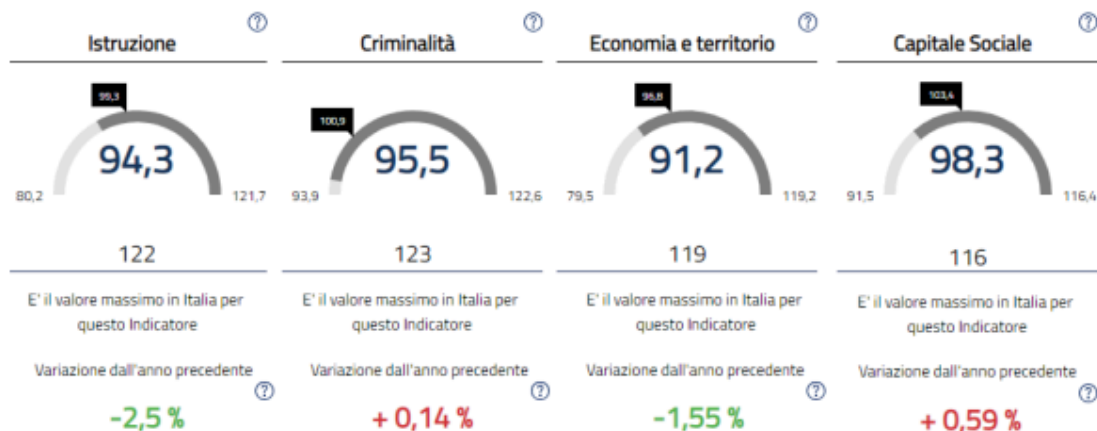 Istruzione
99,3
94,3
80,2 121,7
122
E' il valore massimo in Italia per
questo Indicatore
Variazione dall'anno precedente
?
-2,5 %
?
Criminalità
100,9
95,5
93,9 122,6
123
E' il valore massimo in Italia per
questo Indicatore
Variazione dall'anno precedente
?
+ 0,14 %
?
Economia e territorio
96,8
91,2
79,5 119,2
119
E' il valore massimo in Italia per
questo Indicatore
Variazione dall'anno precedente
?
-1,55 %
?
Capitale Sociale
103,4
98,3
91,5 116,4
116
E' il valore massimo in Italia per
questo Indicatore
Variazione dall'anno precedente
?
+ 0,59 %
?